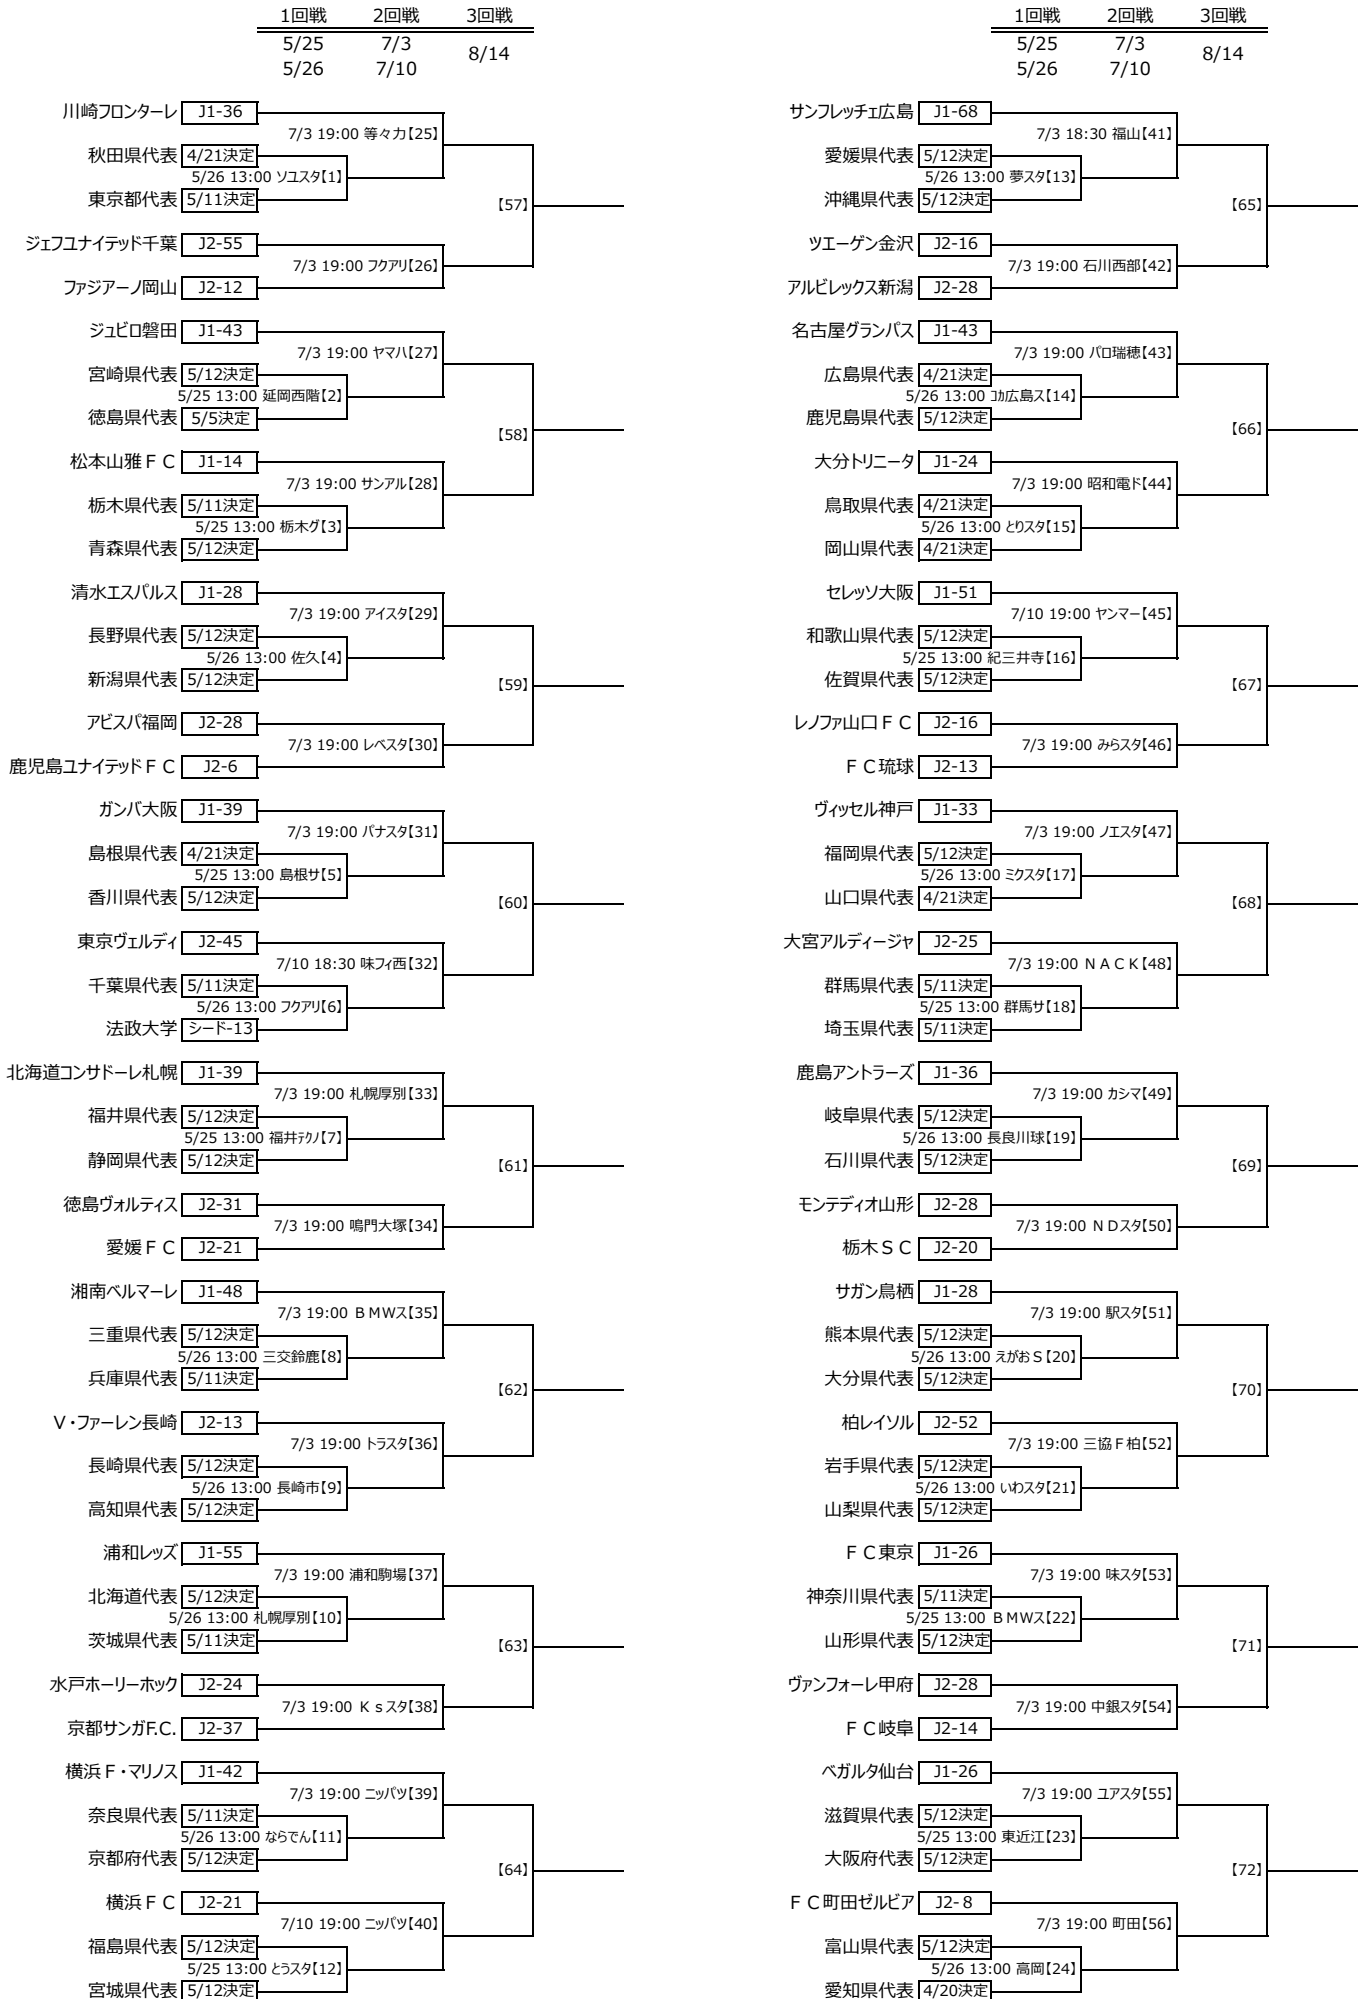 1回戦 2回戦 3回戦
5/25 7/3 8/14
5/26 7/10
川崎フロンターレ J1-36
7/3 19:00 等々力【25】
秋田県代表 4/21決定
5/26 13:00 ソユスタ【1】
東京都代表 5/11決定
【57】
ジェフユナイテッド千葉 J2-55
7/3 19:00 フクアリ【26】
ファジアーノ岡山 J2-12
ジュビロ磐田 J1-43
7/3 19:00 ヤマハ【27】
宮崎県代表 5/12決定
5/25 13:00 延岡西階【2】
徳島県代表 5/5決定
【58】
松本山雅ＦＣ J1-14
7/3 19:00 サンアル【28】
栃木県代表 5/11決定
5/25 13:00 栃木グ【3】
青森県代表 5/12決定
清水エスパルス J1-28
7/3 19:00 アイスタ【29】
長野県代表 5/12決定
5/26 13:00 佐久【4】
新潟県代表 5/12決定
【59】
アビスパ福岡 J2-28
7/3 19:00 レベスタ【30】
鹿児島ユナイテッドＦＣ J2-6
ガンバ大阪 J1-39
7/3 19:00 パナスタ【31】
島根県代表 4/21決定
5/25 13:00 島根サ【5】
香川県代表 5/12決定
【60】
東京ヴェルディ J2-45
7/10 18:30 味フィ西【32】
千葉県代表 5/11決定
5/26 13:00 フクアリ【6】
法政大学 シード-13
北海道コンサドーレ札幌 J1-39
7/3 19:00 札幌厚別【33】
福井県代表 5/12決定
5/25 13:00 福井ﾃｸﾉ【7】
静岡県代表 5/12決定
【61】
徳島ヴォルティス J2-31
7/3 19:00 鳴門大塚【34】
愛媛ＦＣ J2-21
湘南ベルマーレ J1-48
7/3 19:00 ＢＭＷス【35】
三重県代表 5/12決定
5/26 13:00 三交鈴鹿【8】
兵庫県代表 5/11決定
【62】
Ｖ・ファーレン長崎 J2-13
7/3 19:00 トラスタ【36】
長崎県代表 5/12決定
5/26 13:00 長崎市【9】
高知県代表 5/12決定
浦和レッズ J1-55
7/3 19:00 浦和駒場【37】
北海道代表 5/12決定
5/26 13:00 札幌厚別【10】
茨城県代表 5/11決定
【63】
水戸ホーリーホック J2-24
7/3 19:00 Ｋｓスタ【38】
京都サンガF.C. J2-37
横浜Ｆ・マリノス J1-42
7/3 19:00 ニッパツ【39】
奈良県代表 5/11決定
5/26 13:00 ならでん【11】
京都府代表 5/12決定
【64】
横浜ＦＣ J2-21
7/10 19:00 ニッパツ【40】
福島県代表 5/12決定
5/25 13:00 とうスタ【12】
宮城県代表 5/12決定
1回戦 2回戦 3回戦
5/25 7/3 8/14
5/26 7/10
サンフレッチェ広島 J1-68
7/3 18:30 福山【41】
愛媛県代表 5/12決定
5/26 13:00 夢スタ【13】
沖縄県代表 5/12決定
【65】
ツエーゲン金沢 J2-16
7/3 19:00 石川西部【42】
アルビレックス新潟 J2-28
名古屋グランパス J1-43
7/3 19:00 パロ瑞穂【43】
広島県代表 4/21決定
5/26 13:00 ｺｶ広島ス【14】
鹿児島県代表 5/12決定
【66】
大分トリニータ J1-24
7/3 19:00 昭和電ド【44】
鳥取県代表 4/21決定
5/26 13:00 とりスタ【15】
岡山県代表 4/21決定
セレッソ大阪 J1-51
7/10 19:00 ヤンマー【45】
和歌山県代表 5/12決定
5/25 13:00 紀三井寺【16】
佐賀県代表 5/12決定
【67】
レノファ山口ＦＣ J2-16
7/3 19:00 みらスタ【46】
ＦＣ琉球 J2-13
ヴィッセル神戸 J1-33
7/3 19:00 ノエスタ【47】
福岡県代表 5/12決定
5/26 13:00 ミクスタ【17】
山口県代表 4/21決定
【68】
大宮アルディージャ J2-25
7/3 19:00 ＮＡＣＫ【48】
群馬県代表 5/11決定
5/25 13:00 群馬サ【18】
埼玉県代表 5/11決定
鹿島アントラーズ J1-36
7/3 19:00 カシマ【49】
岐阜県代表 5/12決定
5/26 13:00 長良川球【19】
石川県代表 5/12決定
【69】
モンテディオ山形 J2-28
7/3 19:00 ＮＤスタ【50】
栃木ＳＣ J2-20
サガン鳥栖 J1-28
7/3 19:00 駅スタ【51】
熊本県代表 5/12決定
5/26 13:00 えがおＳ【20】
大分県代表 5/12決定
【70】
柏レイソル J2-52
7/3 19:00 三協Ｆ柏【52】
岩手県代表 5/12決定
5/26 13:00 いわスタ【21】
山梨県代表 5/12決定
ＦＣ東京 J1-26
7/3 19:00 味スタ【53】
神奈川県代表 5/11決定
5/25 13:00 ＢＭＷス【22】
山形県代表 5/12決定
【71】
ヴァンフォーレ甲府 J2-28
7/3 19:00 中銀スタ【54】
ＦＣ岐阜 J2-14
ベガルタ仙台 J1-26
7/3 19:00 ユアスタ【55】
滋賀県代表 5/12決定
5/25 13:00 東近江【23】
大阪府代表 5/12決定
【72】
ＦＣ町田ゼルビア J2-8
7/3 19:00 町田【56】
富山県代表 5/12決定
5/26 13:00 高岡【24】
愛知県代表 4/20決定